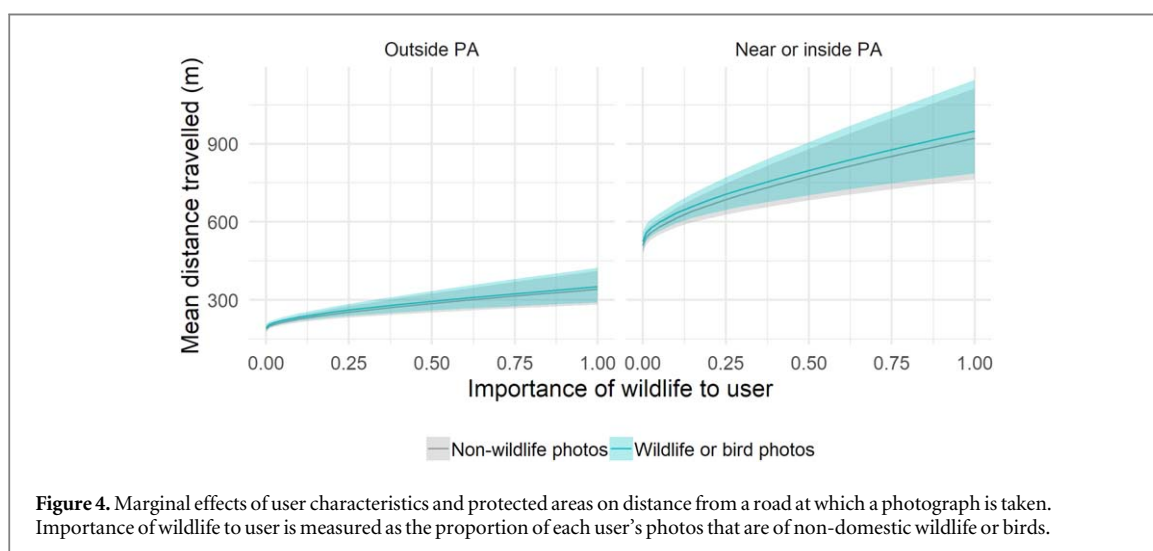 Outside PA
Near or inside PA
Mean distance travelled (m)
900
600
300
0.00 0.25 0.50 0.75 1.00 0.00 0.25 0.50 0.75 1.00
Importance of wildlife to user
Non-wildlife photos Wildlife or bird photos
Figure 4. Marginal effects of user characteristics and protected areas on distance from a road at which a photograph is taken.
Importance of wildlife to user is measured as the proportion of each user's photos that are of non-domestic wildlife or birds.